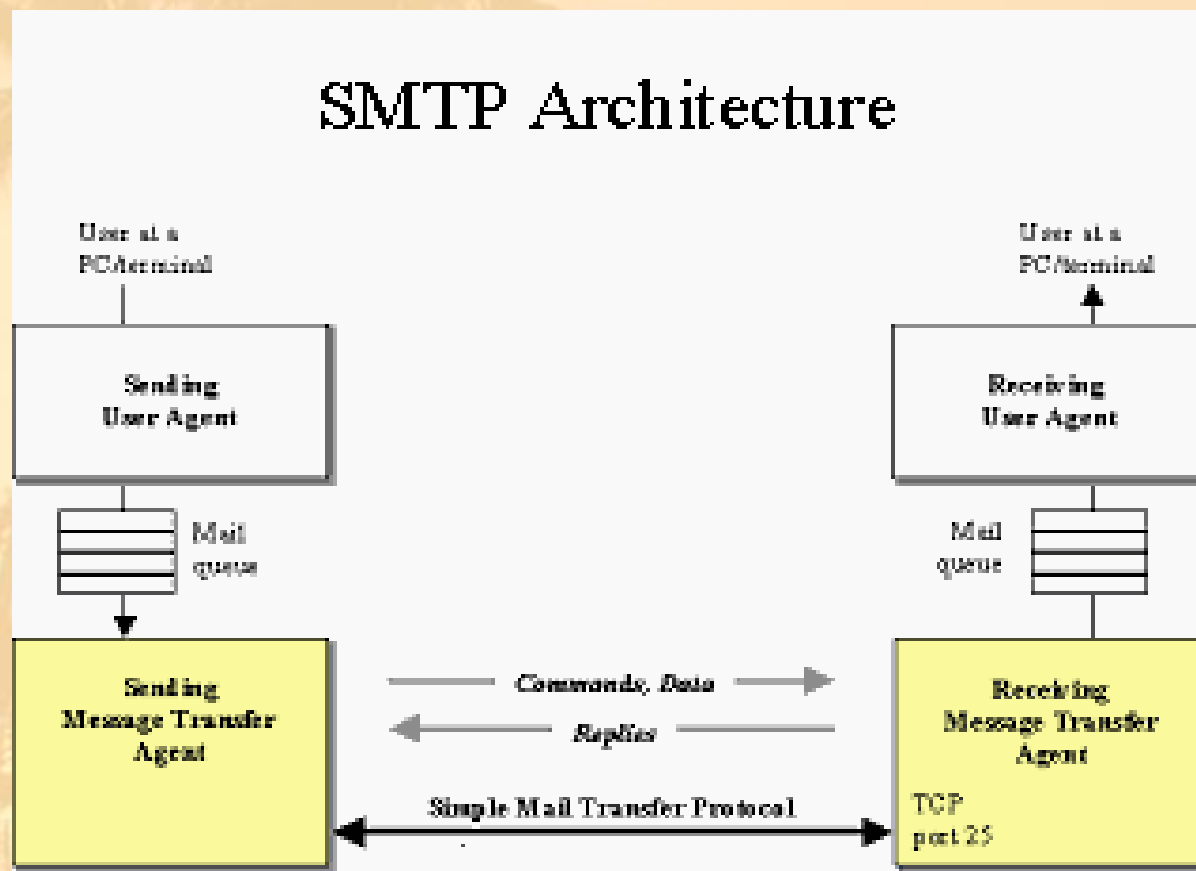 SMTP Architecture
User at a
PC/terminal
User at a
PC/terminal
Sending
User Agent
Receiving
User Agent
Mail
queue
Mail
queue
Sending
Message Transfer
Agent
Commands, Data
Replies
Simple Mail Transfer Protocol
Receiving
Message Transfer
Agent
TCP
port 25